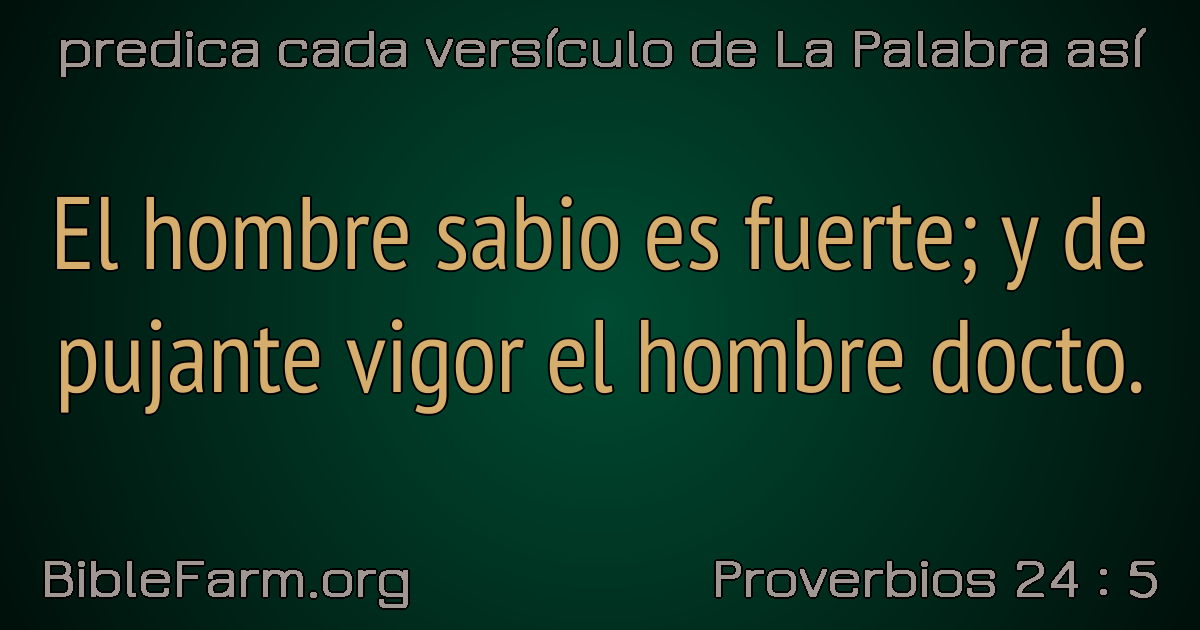 predica cada versículo de La Palabra así
El hombre sabio es fuerte; y de
pujante vigor el hombre docto.
BibleFarm.org
Proverbios 24 : 5